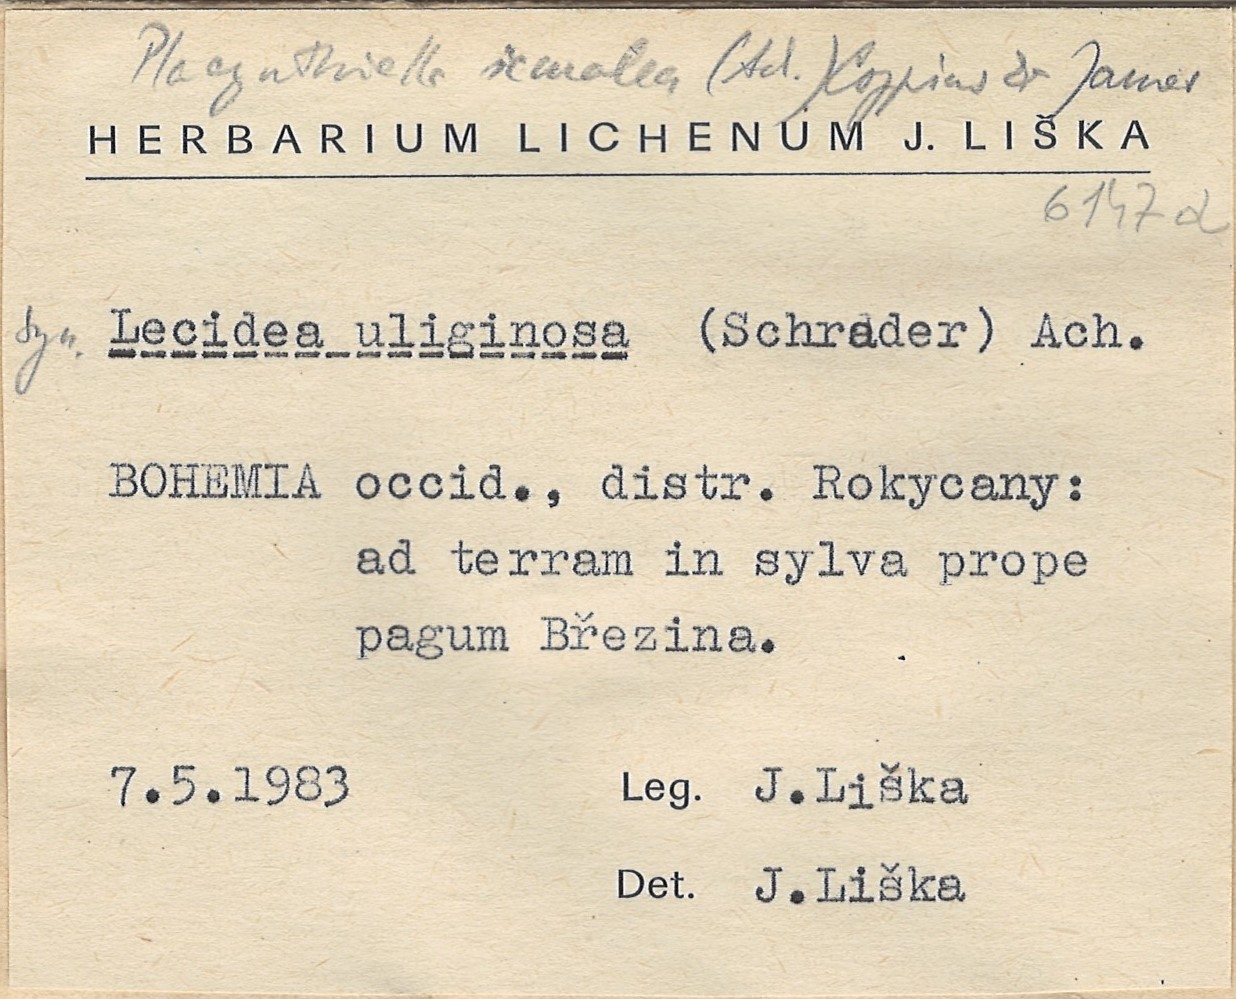 Placynthiella icmalea (Ach.) Coppins & James
HERBARIUM LICHENUM J. LIŠKA
6147d
Syn. Lecidea uliginosa (Schrader) Ach.
BOHEMIA occid., distr. Rokycany:
ad terram in sylva prope
pagum Březina.
7.5.1983 Leg. J.Liška
Det. J.Liška